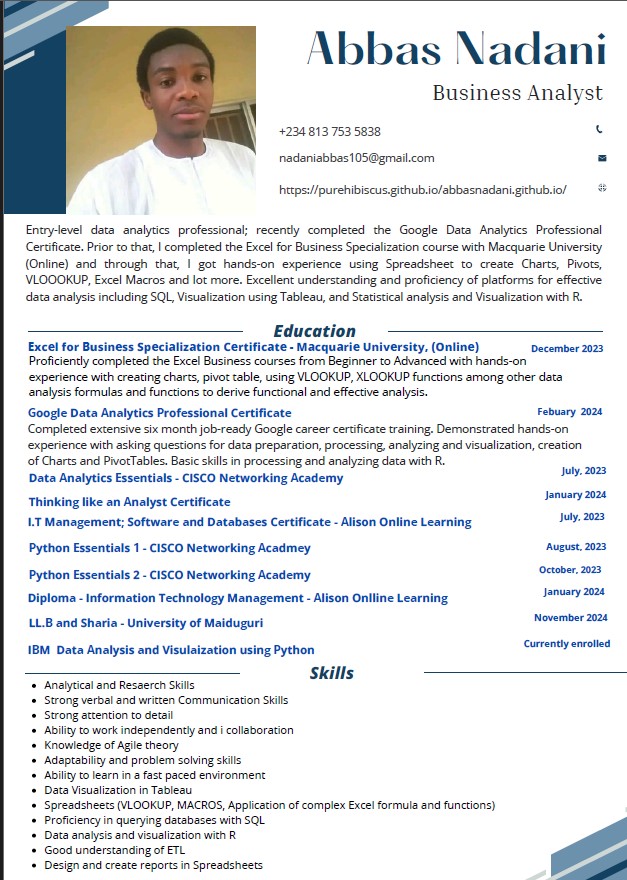 Abbas Nadani
Business Analyst
+234 813 753 5838
nadaniabbas105@gmail.com
https://purehibiscus.github.io/abbasnadani.github.io/
Entry-level data analytics professional; recently completed the Google Data Analytics Professional
Certificate. Prior to that, I completed the Excel for Business Specialization course with Macquarie University
(Online) and through that, I got hands-on experience using Spreadsheet to create Charts, Pivots,
VLOOOKUP, Excel Macros and lot more. Excellent understanding and proficiency of platforms for effective
data analysis including SQL, Visualization using Tableau, and Statistical analysis and Visualization with R.
Education
Excel for Business Specialization Certificate - Macquarie University, (Online) December 2023
Proficiently completed the Excel Business courses from Beginner to Advanced with hands-on
experience with creating charts, pivot table, using VLOOKUP, XLOOKUP functions among other data
analysis formulas and functions to derive functional and effective analysis.
Google Data Analytics Professional Certificate Febuary 2024
Completed extensive six month job-ready Google career certificate training. Demonstrated hands-on
experience with asking questions for data preparation, processing, analyzing and visualization, creation
of Charts and PivotTables. Basic skills in processing and analyzing data with R.
Data Analytics Essentials - CISCO Networking Academy July, 2023
Thinking like an Analyst Certificate January 2024
I.T Management; Software and Databases Certificate - Alison Online Learning July, 2023
Python Essentials 1 - CISCO Networking Acadmey August, 2023
Python Essentials 2 - CISCO Networking Academy October, 2023
Diploma - Information Technology Management - Alison Onlline Learning January 2024
LL.B and Sharia - University of Maiduguri November 2024
IBM Data Analysis and Visulaization using Python Currently enrolled
Skills
• Analytical and Resaerch Skills
• Strong verbal and written Communication Skills
• Strong attention to detail
• Ability to work independently and i collaboration
• Knowledge of Agile theory
• Adaptability and problem solving skills
• Ability to learn in a fast paced environment
• Data Visualization in Tableau
• Spreadsheets (VLOOKUP, MACROS, Application of complex Excel formula and functions)
• Proficiency in querying databases with SQL
• Data analysis and visualization with R
• Good understanding of ETL
• Design and create reports in Spreadsheets